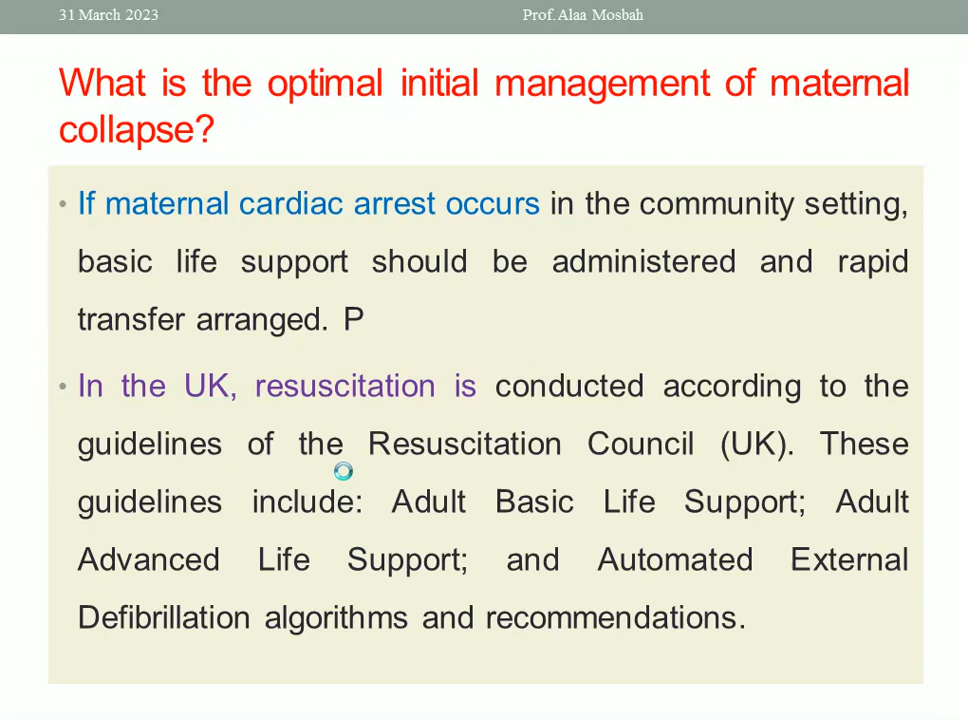 31 March 2023 Prof. Alaa Mosbah
What is the optimal initial management of maternal
collapse?
• If maternal cardiac arrest occurs in the community setting,
basic life support should be administered and rapid
transfer arranged. P
• In the UK, resuscitation is conducted according to the
guidelines of the Resuscitation Council (UK). These
guidelines include: Adult Basic Life Support; Adult
Advanced Life Support; and Automated External
Defibrillation algorithms and recommendations.